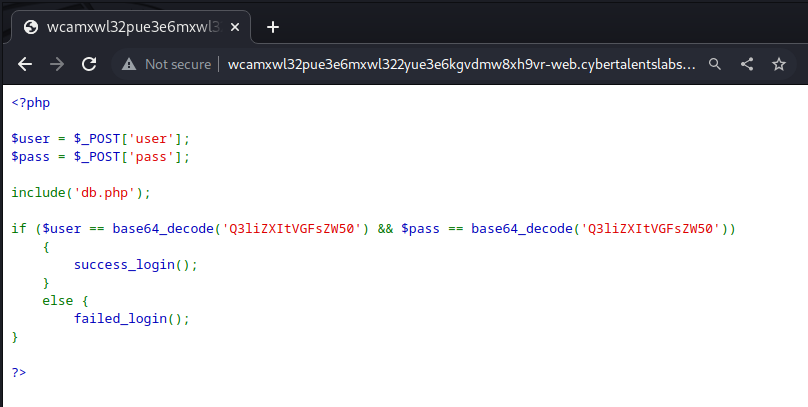 wcamxwl32pue3e6mxwl3
Not secure
wcamxwl32pue3e6mxwl322yue3e6kgvdmw8xh9vr-web.cybertalentslabs...
<?php
$user = $_POST['user'];
$pass = $_POST['pass'];
include('db.php');
if ($user == base64_decode('Q3liZXItVGFsZW50') && $pass == base64_decode('Q3liZXItVGFsZW50'))
{
success_login();
}
else {
failed_login();
}
?>